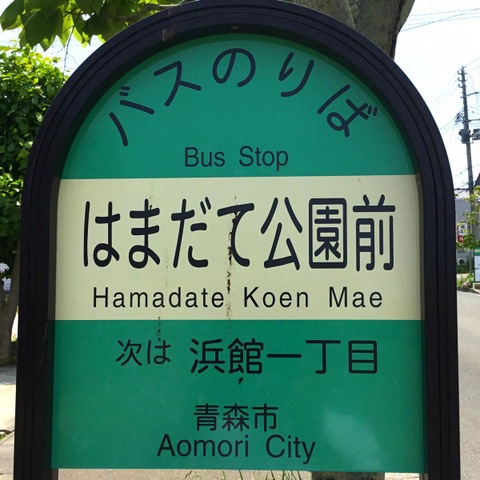 バスのりば
Bus Stop
はまだて公園前
Hamadate Koen Mae
次は 浜館一丁目
青森市
Aomori City